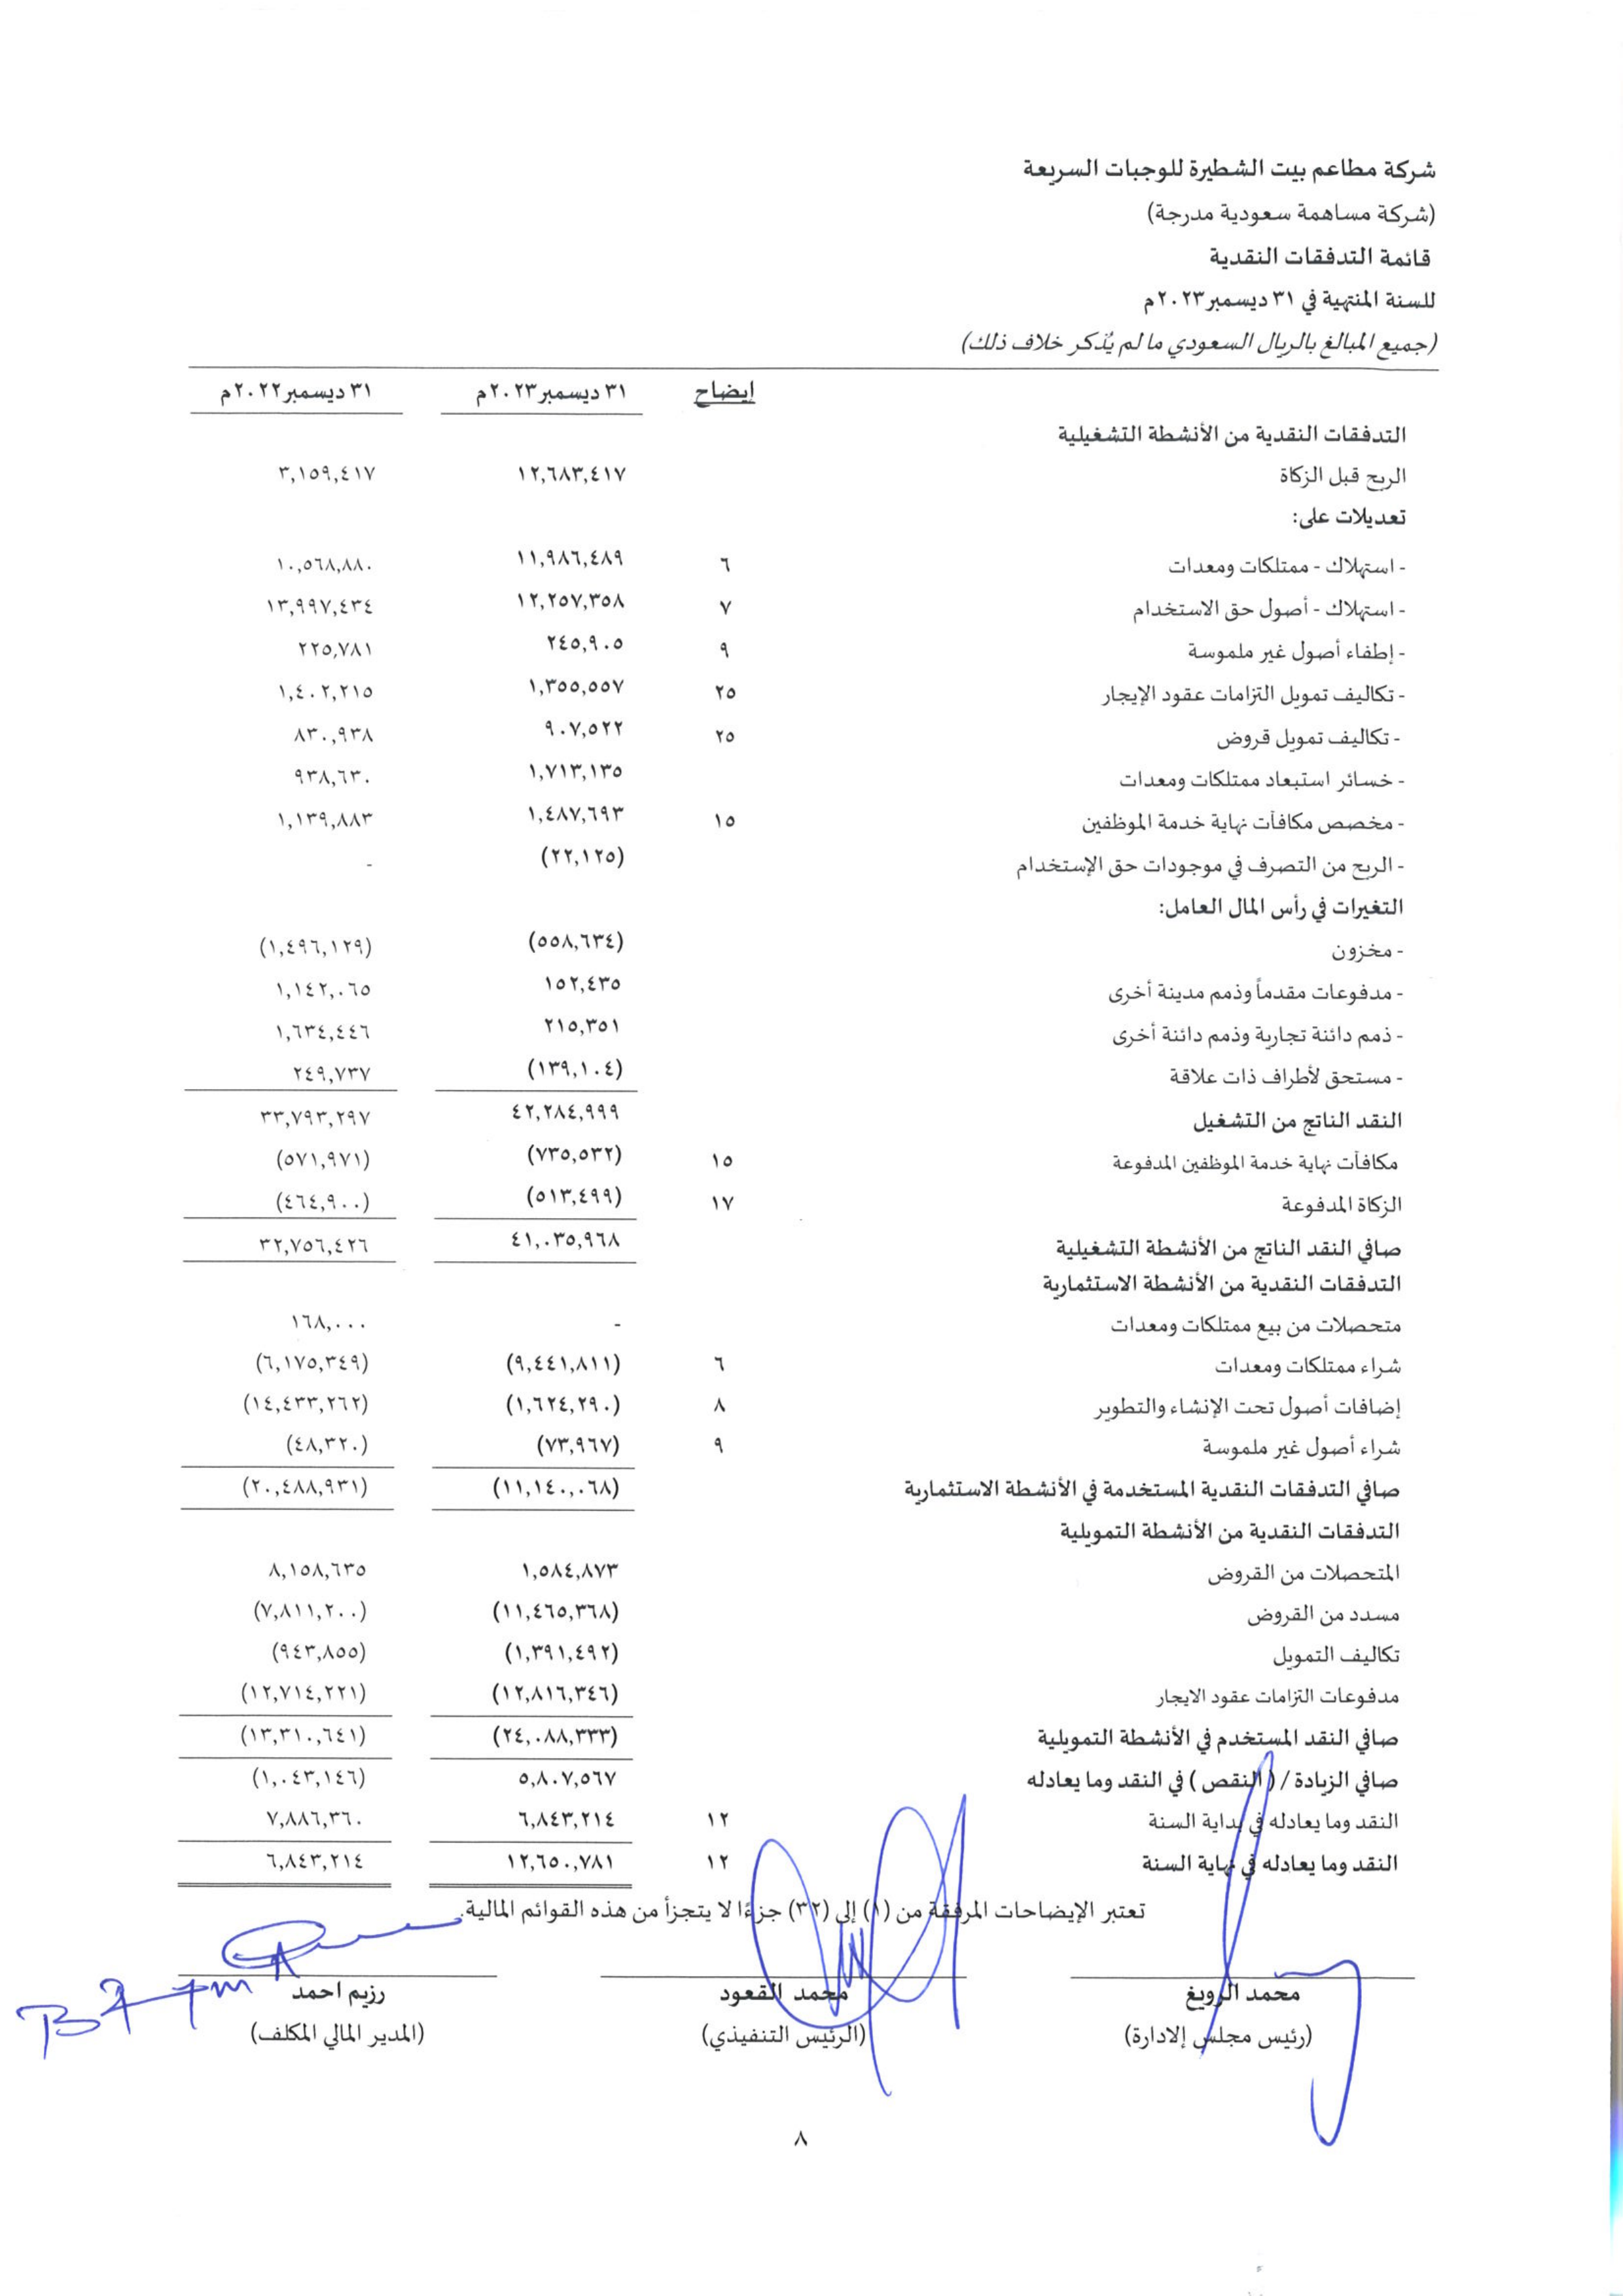 شركة مطاعم بيت الشطيرة للوجبات السريعة
(شركة مساهمة سعودية مدرجة)
قائمة التدفقات النقدية
للسنة المنتهية في ٣١ ديسمبر ٢٠٢٣م
(جميع المبالغ بالريال السعودي ما لم يُذكر خلاف ذلك)
إيضاح ٣١ ديسمبر ٢٠٢٣م ٣١ ديسمبر ٢٠٢٢م
التدفقات النقدية من الأنشطة التشغيلية
الربح قبل الزكاة ١٢,٦٨٣,٤١٧ ٣,١٥٩,٤١٧
تعديلات على:
- استهلاك - ممتلكات ومعدات ٦ ١١,٩٨٦,٤٨٩ ١٠,٥٦٨,٨٨٠
- استهلاك - أصول حق الاستخدام ٧ ١٢,٢٥٧,٣٥٨ ١٣,٩٩٧,٤٣٤
- إطفاء أصول غير ملموسة ٩ ٢٤٥,٩٠٥ ٢٢٥,٧٨١
- تكاليف تمويل التزامات عقود الإيجار ٢٥ ١,٣٥٥,٥٥٧ ١,٤٠٢,٢١٥
- تكاليف تمويل قروض ٢٥ ٩٠٧,٥٢٢ ٨٣٠,٩٣٨
- خسائر استبعاد ممتلكات ومعدات ١,٧١٣,١٣٥ ٩٣٨,٦٣٠
- مخصص مكافآت نهاية خدمة الموظفين ١٥ ١,٤٨٧,٦٩٣ ١,١٣٩,٨٨٣
- الربح من التصرف في موجودات حق الإستخدام (٢٢,١٢٥) -
التغيرات في رأس المال العامل:
- مخزون (٥٥٨,٦٣٤) (١,٤٩٦,١٢٩)
- مدفوعات مقدماً وذمم مدينة أخرى ١٥٢,٤٣٥ ١,١٤٢,٠٦٥
- ذمم دائنة تجارية وذمم دائنة أخرى ٢١٥,٣٥١ ١,٦٣٤,٤٤٦
- مستحق لأطراف ذات علاقة (١٣٩,١٠٤) ٢٤٩,٧٣٧
النقد الناتج من التشغيل ٤٢,٢٨٤,٩٩٩ ٣٣,٧٩٣,٢٩٧
مكافآت نهاية خدمة الموظفين المدفوعة ١٥ (٧٣٥,٥٣٢) (٥٧١,٩٧١)
الزكاة المدفوعة ١٧ (٥١٣,٤٩٩) (٤٦٤,٩٠٠)
صافي النقد الناتج من الأنشطة التشغيلية ٤١,٠٣٥,٩٦٨ ٣٢,٧٥٦,٤٢٦
التدفقات النقدية من الأنشطة الاستثمارية
متحصلات من بيع ممتلكات ومعدات - ١٦٨,٠٠٠
شراء ممتلكات ومعدات ٦ (٩,٤٤١,٨١١) (٦,١٧٥,٣٤٩)
إضافات أصول تحت الإنشاء والتطوير ٨ (١,٦٢٤,٢٩٠) (١٤,٤٣٣,٢٦٢)
شراء أصول غير ملموسة ٩ (٧٣,٩٦٧) (٤٨,٣٢٠)
صافي التدفقات النقدية المستخدمة في الأنشطة الاستثمارية (١١,١٤٠,٠٦٨) (٢٠,٤٨٨,٩٣١)
التدفقات النقدية من الأنشطة التمويلية
المتحصلات من القروض ١,٥٨٤,٨٧٣ ٨,١٥٨,٦٣٥
مسدد من القروض (١١,٤٦٥,٣٦٨) (٧,٨١١,٢٠٠)
تكاليف التمويل (١,٣٩١,٤٩٢) (٩٤٣,٨٥٥)
مدفوعات التزامات عقود الايجار (١٢,٨١٦,٣٤٦) (١٢,٧١٤,٢٢١)
صافي النقد المستخدم في الأنشطة التمويلية (٢٤,٠٨٨,٣٣٣) (١٣,٣١٠,٦٤١)
صافي الزيادة / (النقص) في النقد وما يعادله ٥,٨٠٧,٥٦٧ (١,٠٤٣,١٤٦)
النقد وما يعادله في بداية السنة ١٢ ٦,٨٤٣,٢١٤ ٧,٨٨٦,٣٦٠
النقد وما يعادله في نهاية السنة ١٢ ١٢,٦٥٠,٧٨١ ٦,٨٤٣,٢١٤
تعتبر الإيضاحات المرفقة من (١) إلى (٣٢) جزءًا لا يتجزأ من هذه القوائم المالية.
محمد الرويغ محمد القعود رزيم احمد
(رئيس مجلس إلادارة) (الرئيس التنفيذي) (المدير المالي المكلف)
٨